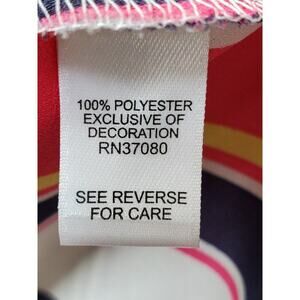 100% POLYESTER
EXCLUSIVE OF
DECORATION
RN37080
SEE REVERSE
FOR CARE